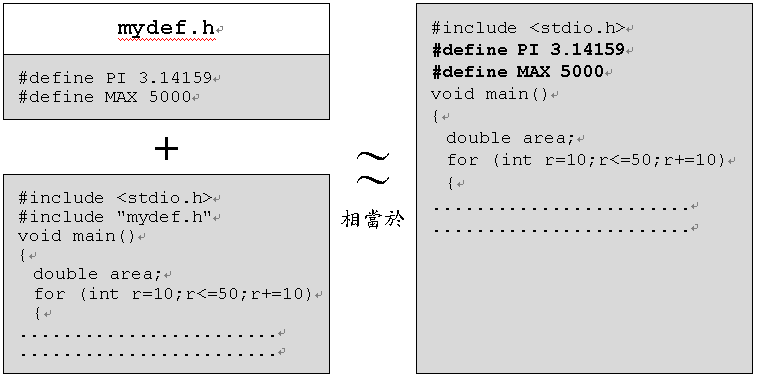 mydef.h
#define PI 3.14159
#define MAX 5000
+
#include <stdio.h>
#include "mydef.h"
void main()
{
double area;
for (int r=10;r<=50;r+=10)
{
........................
........................
≈
相當於
#include <stdio.h>
#define PI 3.14159
#define MAX 5000
void main()
{
double area;
for (int r=10;r<=50;r+=10)
{
........................
........................